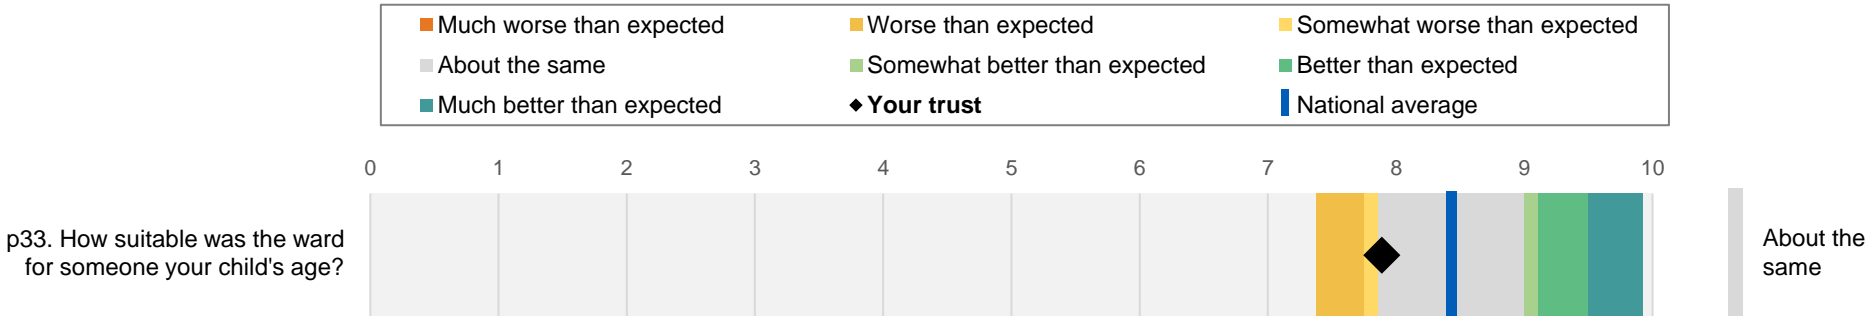 Much worse than expected
Worse than expected
Somewhat worse than expected
About the same
Somewhat better than expected
Better than expected
Much better than expected
Your trust
National average
0 1 2 3 4 5 6 7 8 9 10
p33. How suitable was the ward
for someone your child's age?
About the
same